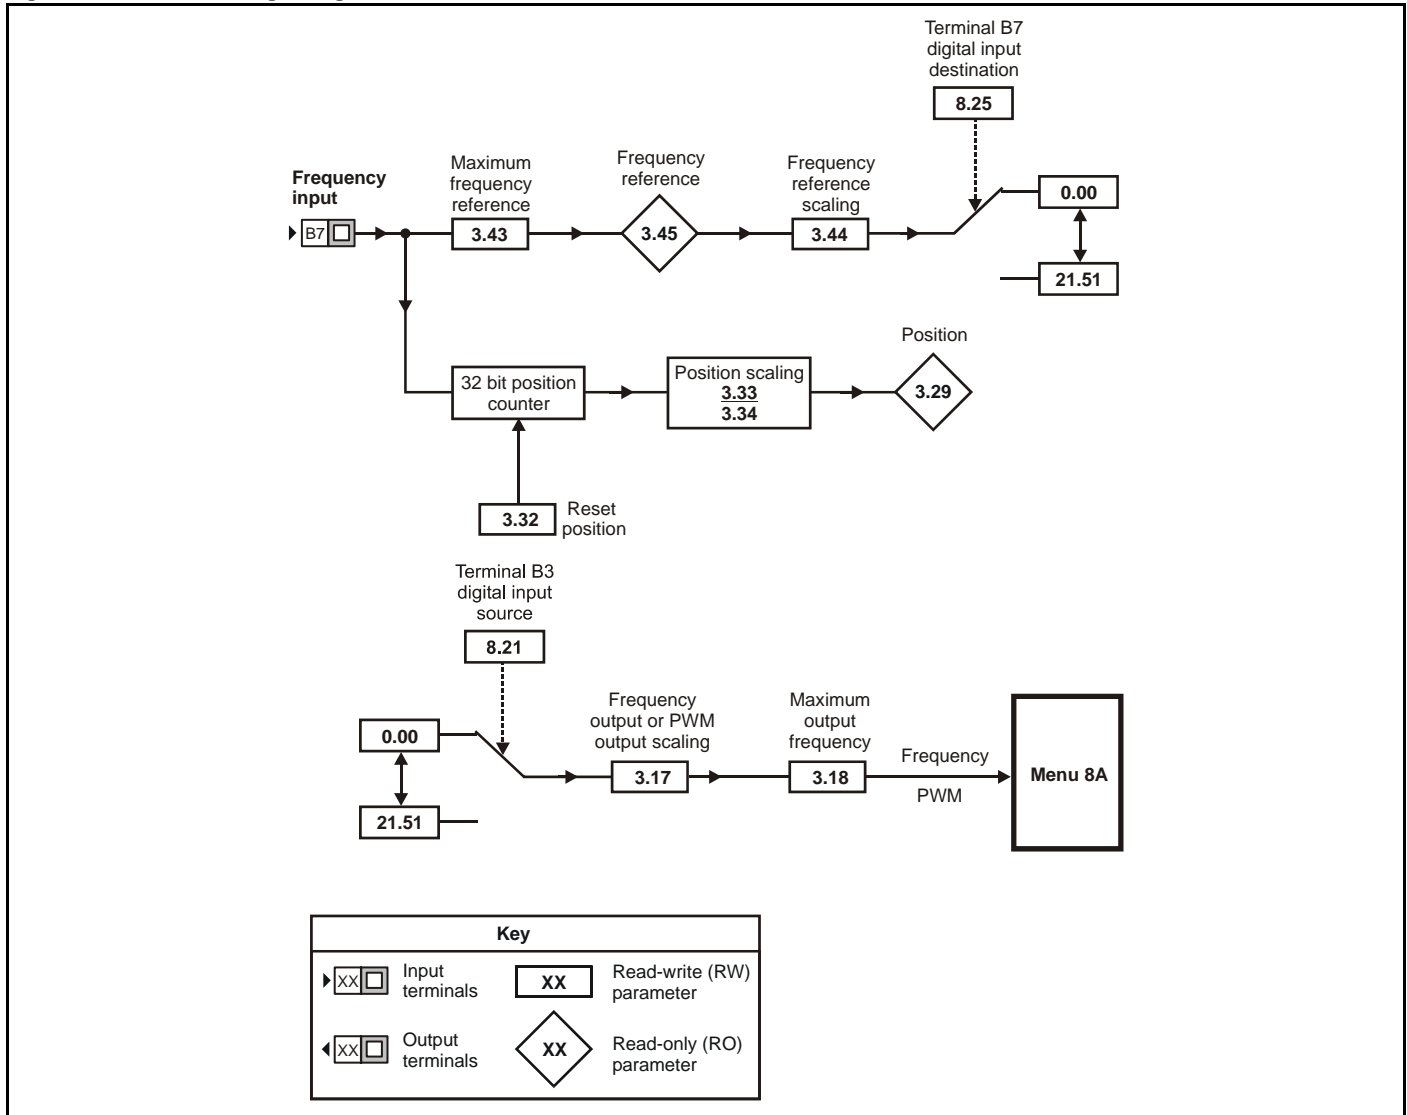 Terminal B7
digital input
destination
8.25
Frequency
input
B7
Maximum
frequency
reference
3.43
Frequency
reference
3.45
Frequency
reference
scaling
3.44
0.00
21.51
32 bit position
counter
Position scaling
3.33
3.34
Position
3.29
3.32
Reset
position
Terminal B3
digital input
source
8.21
0.00
21.51
Frequency
output or PWM
output scaling
3.17
Maximum
output
frequency
3.18
Frequency
PWM
Menu 8A
Key
XX
Input
terminals
XX
Read-write (RW)
parameter
XX
Output
terminals
XX
Read-only (RO)
parameter